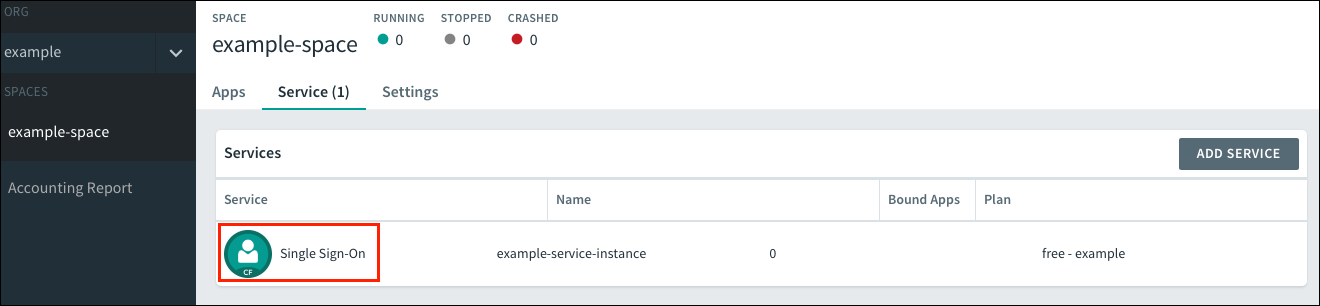 ORG
example
SPACES
example-space
Accounting Report
SPACE
example-space
RUNNING
0
STOPPED
0
CRASHED
0
Apps Service (1) Settings
Services
ADD SERVICE
Service Name Bound Apps Plan
CF
Single Sign-On example-service-instance 0 free - example